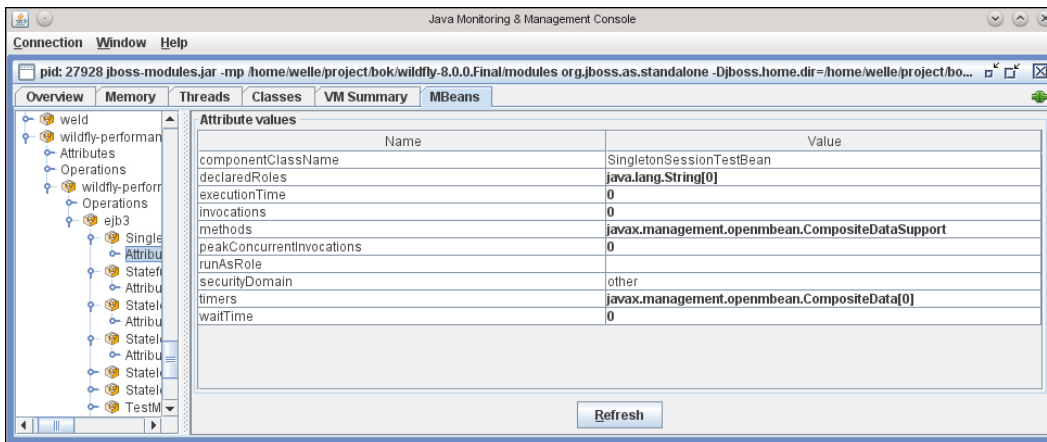 Java Monitoring & Management Console
Connection Window Help
pid: 27928 jboss-modules.jar -mp /home/welle/project/bok/wildfly-8.0.0.Final/modules org.jboss.as.standalone -Djboss.home.dir=/home/welle/project/bo...
Overview Memory Threads Classes VM Summary MBeans
weld
wildfly-performan
Attributes
Operations
wildfly-perforr
Operations
ejb3
Single
Attribu
Statefu
Attribu
Statel
Attribu
Statel
Attribu
Statel
Statel
TestM
Attribute values
Name Value
componentClassName SingletonSessionTestBean
declaredRoles java.lang.String[0]
executionTime 0
invocations 0
methods javax.management.openmbean.CompositeDataSupport
peakConcurrentInvocations 0
runAsRole
securityDomain other
timers javax.management.openmbean.CompositeData[0]
waitTime 0
Refresh